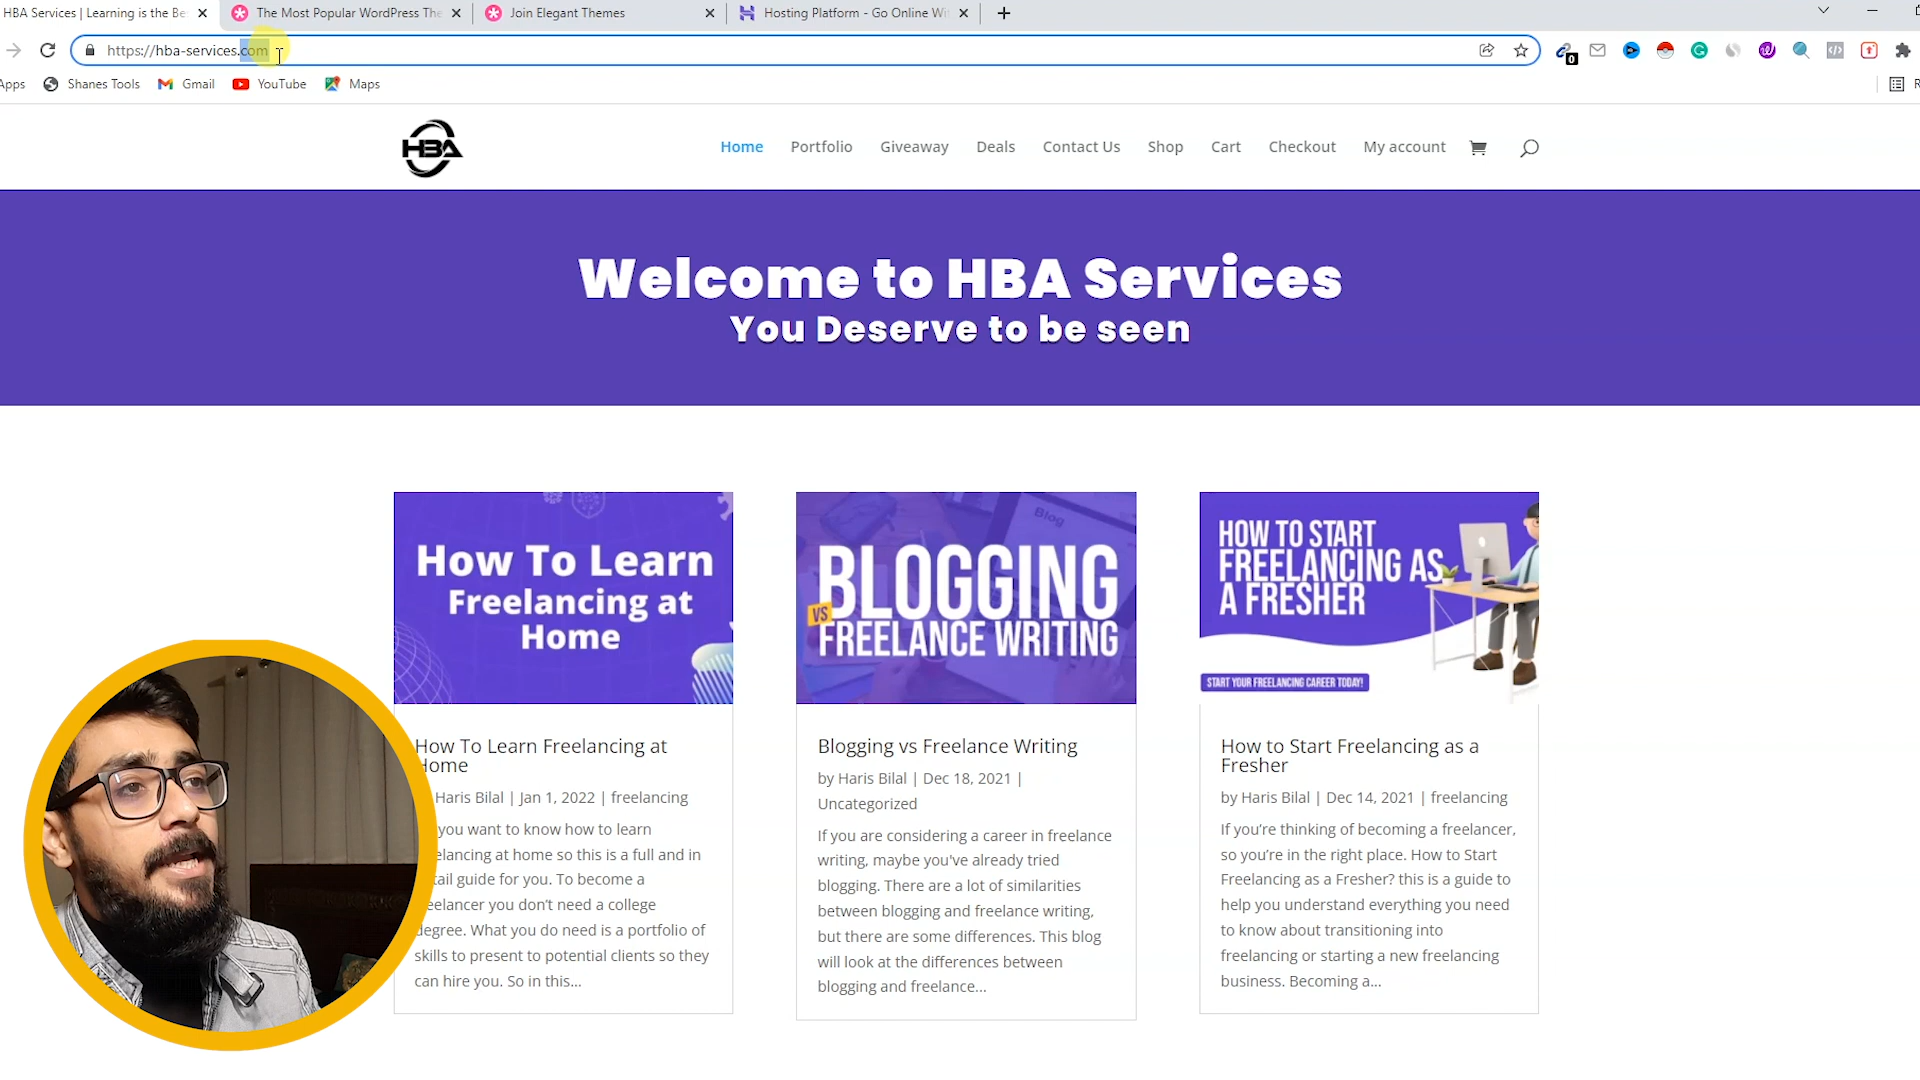 HBA Services | Learning is the Be
The Most Popular WordPress The
Join Elegant Themes
Hosting Platform - Go Online Wi
https://hba-services.com
0
Apps
Shanes Tools
Gmail
YouTube
Maps
R
HBA
Home
Portfolio
Giveaway
Deals
Contact Us
Shop
Cart
Checkout
My account
Welcome to HBA Services
You Deserve to be seen
How To Learn
Freelancing at
Home
Blog
BLOGGING
VS
FREELANCE WRITING
HOW TO START
FREELANCING AS
A FRESHER
START YOUR FREELANCING CAREER TODAY!
How To Learn Freelancing at
Home
Haris Bilal | Jan 1, 2022 | freelancing
you want to know how to learn
elancing at home so this is a full and in
tail guide for you. To become a
eelancer you don't need a college
degree. What you do need is a portfolio of
skills to present to potential clients so they
can hire you. So in this...
Blogging vs Freelance Writing
by Haris Bilal | Dec 18, 2021 |
Uncategorized
If you are considering a career in freelance
writing, maybe you've already tried
blogging. There are a lot of similarities
between blogging and freelance writing,
but there are some differences. This blog
will look at the differences between
blogging and freelance...
How to Start Freelancing as a
Fresher
by Haris Bilal | Dec 14, 2021 | freelancing
If you're thinking of becoming a freelancer,
so you're in the right place. How to Start
Freelancing as a Fresher? this is a guide to
help you understand everything you need
to know about transitioning into
freelancing or starting a new freelancing
business. Becoming a...